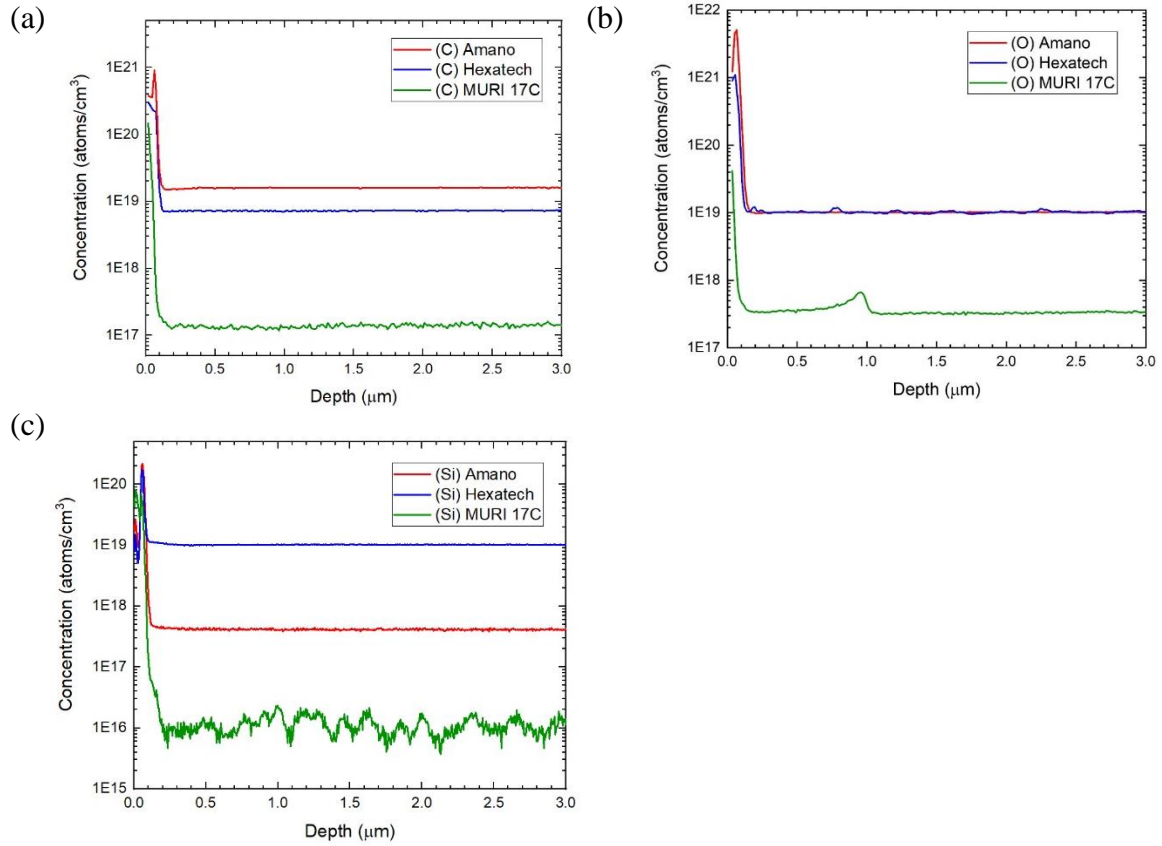 (a)
1E21
1E20
1E19
1E18
1E17
Concentration (atoms/cm³)
(C) Amano
(C) Hexatech
(C) MURI 17C
0.0 0.5 1.0 1.5 2.0 2.5 3.0
Depth (μm)
(b)
1E22
1E21
1E20
1E19
1E18
1E17
Concentration (atoms/cm³)
(O) Amano
(O) Hexatech
(O) MURI 17C
0.0 0.5 1.0 1.5 2.0 2.5 3.0
Depth (μm)
(c)
1E20
1E19
1E18
1E17
1E16
1E15
Concentration (atoms/cm³)
(Si) Amano
(Si) Hexatech
(Si) MURI 17C
0.0 0.5 1.0 1.5 2.0 2.5 3.0
Depth (μm)